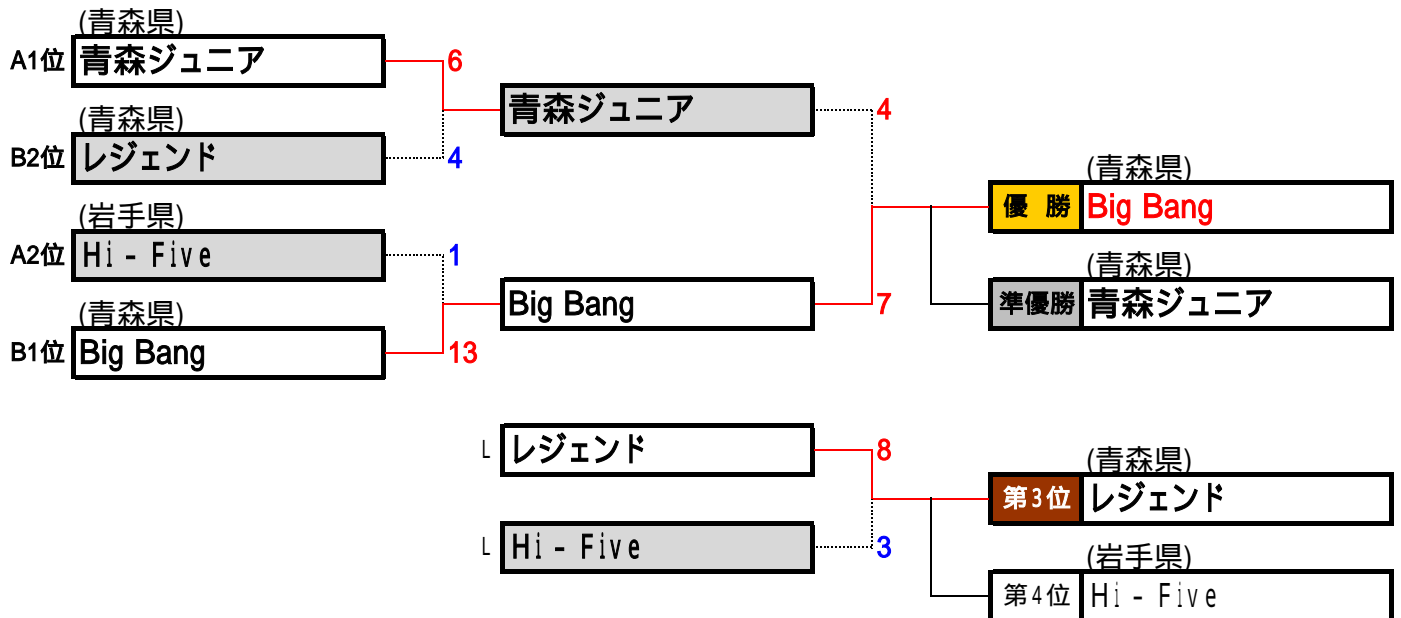 (青森県)
A1位 青森ジュニア 6
青森ジュニア 4
(青森県)
B2位 レジェンド 4
(青森県)
優 勝 Big Bang
(岩手県)
A2位 Ｈｉ－Ｆｉｖｅ 1
(青森県)
準優勝 青森ジュニア
Big Bang 7
(青森県)
B1位 Big Bang 13
L レジェンド 8
(青森県)
第3位 レジェンド
L Ｈｉ－Ｆｉｖｅ 3
(岩手県)
第4位 Ｈｉ－Ｆｉｖｅ